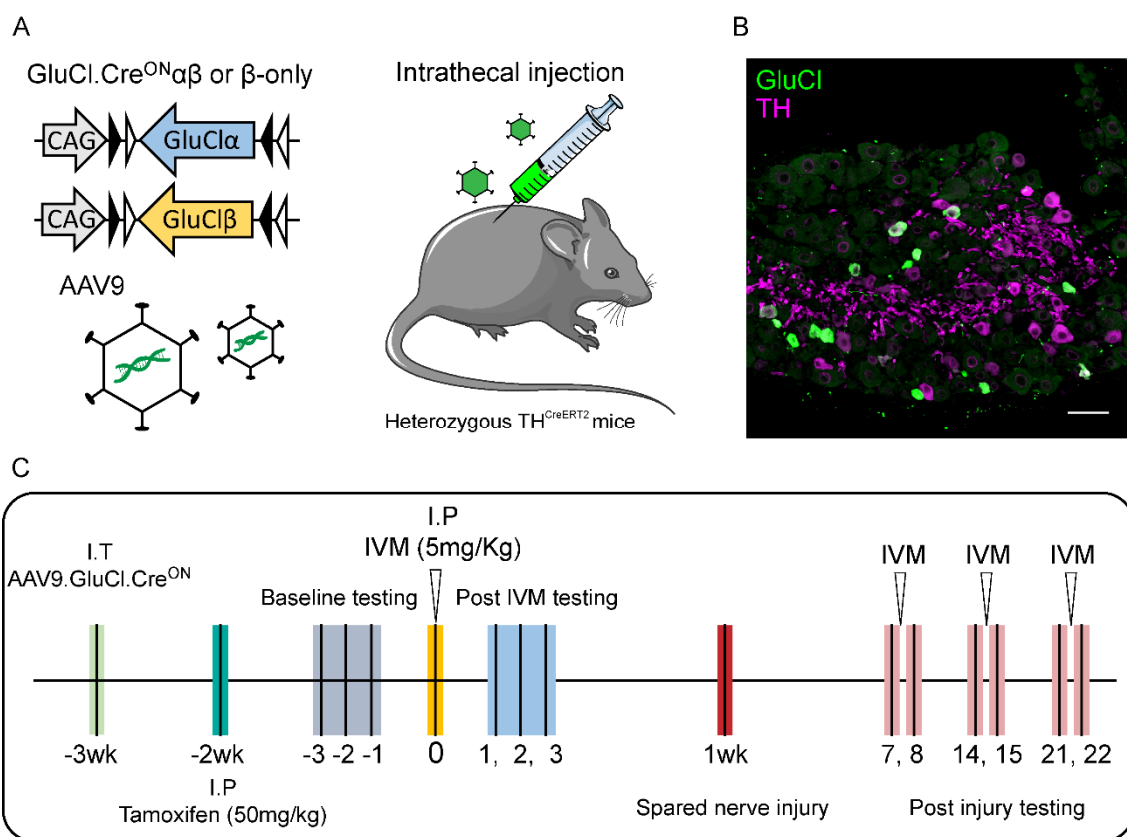 A
GluCl.Cre^ONαβ or β-only
CAG
GluClα
CAG
GluClβ
AAV9
Intrathecal injection
Heterozygous TH^CreERT2 mice
B
GluCl
TH
C
I.T
AAV9.GluCl.Cre^ON
-3wk
-2wk
I.P
Tamoxifen (50mg/kg)
Baseline testing
-3 -2 -1
I.P
IVM (5mg/Kg)
0
Post IVM testing
1, 2, 3
1wk
Spared nerve injury
IVM
IVM
IVM
7, 8
14, 15
21, 22
Post injury testing